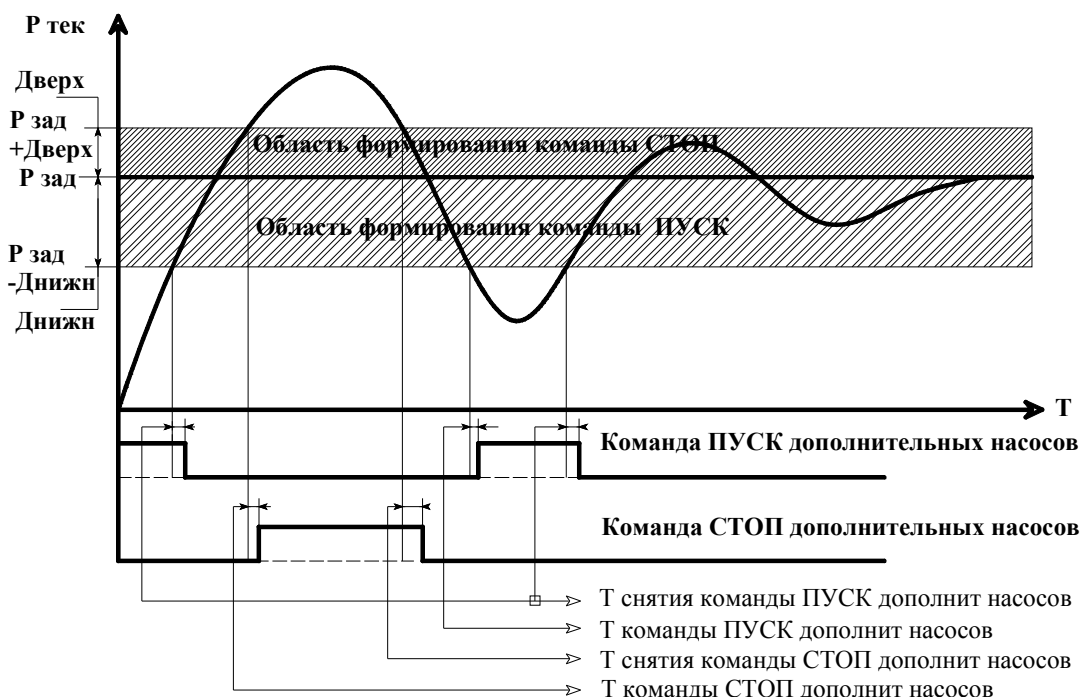 Р тек
Дверх
Р зад
+Дверх
Р зад
Р зад
-Днижн
Днижн
Область формирования команды СТОП
Область формирования команды ПУСК
Т
Команда ПУСК дополнительных насосов
Команда СТОП дополнительных насосов
Т снятия команды ПУСК дополнит насосов
Т команды ПУСК дополнит насосов
Т снятия команды СТОП дополнит насосов
Т команды СТОП дополнит насосов